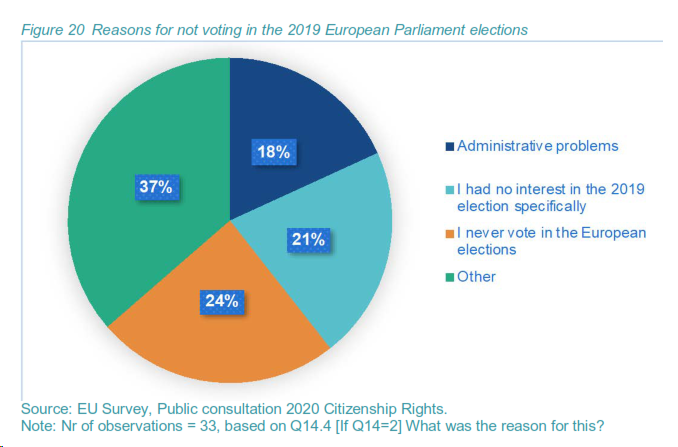 Figure 20 Reasons for not voting in the 2019 European Parliament elections
18%
37%
21%
24%
Administrative problems
I had no interest in the 2019
election specifically
I never vote in the European
elections
Other
Source: EU Survey, Public consultation 2020 Citizenship Rights.
Note: Nr of observations = 33, based on Q14.4 [If Q14=2] What was the reason for this?